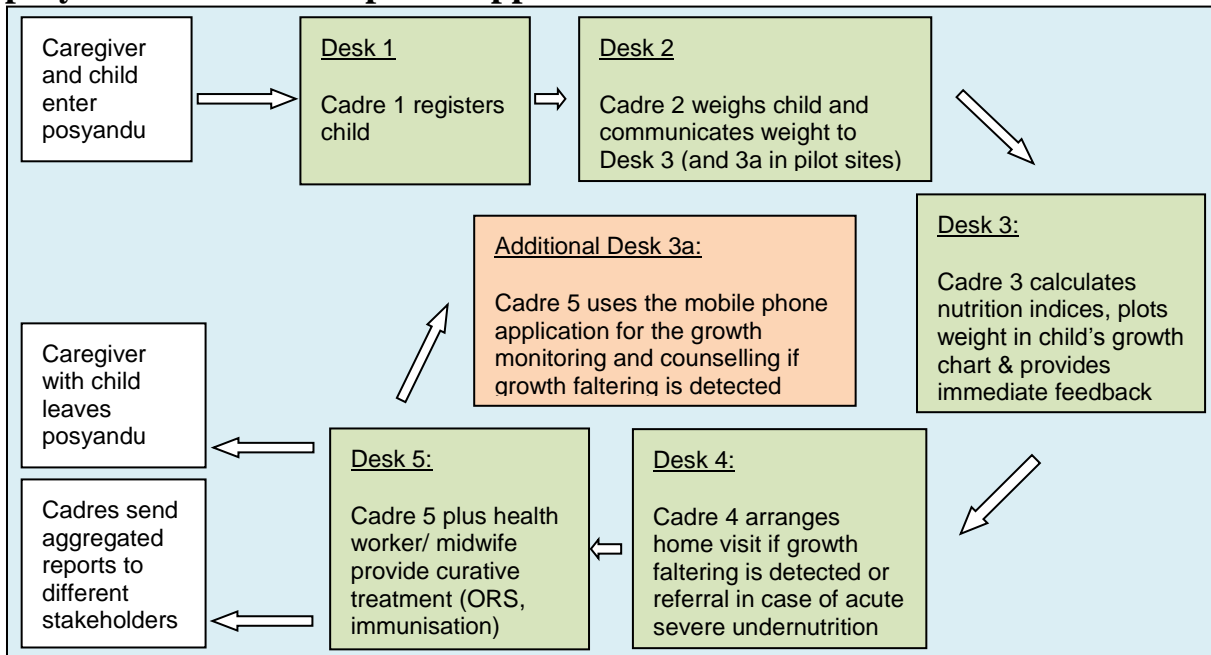 Caregiver
and child
enter
posyandu
Desk 1
Cadre 1 registers
child
Desk 2
Cadre 2 weighs child and
communicates weight to
Desk 3 (and 3a in pilot sites)
Desk 3:
Cadre 3 calculates
nutrition indices, plots
weight in child's growth
chart & provides
immediate feedback
Additional Desk 3a:
Cadre 5 uses the mobile phone
application for the growth
monitoring and counselling if
growth faltering is detected
Desk 4:
Cadre 4 arranges
home visit if growth
faltering is detected or
referral in case of acute
severe undernutrition
Desk 5:
Cadre 5 plus health
worker/ midwife
provide curative
treatment (ORS,
immunisation)
Caregiver
with child
leaves
posyandu
Cadres send
aggregated
reports to
different
stakeholders